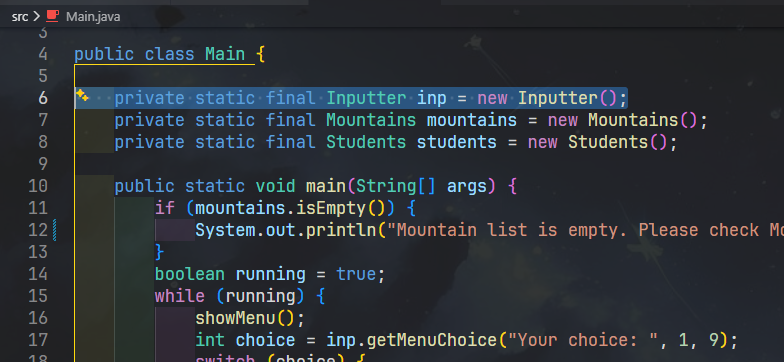 src > Main.java
3
4 public class Main {
5
6 private static final Inputter inp = new Inputter();
7 private static final Mountains mountains = new Mountains();
8 private static final Students students = new Students();
9
10 public static void main(String[] args) {
11 if (mountains.isEmpty()) {
12 System.out.println("Mountain list is empty. Please check Mo
13 }
14 boolean running = true;
15 while (running) {
16 showMenu();
17 int choice = inp.getMenuChoice("Your choice: ", 1, 9);
18 switch (choice) {